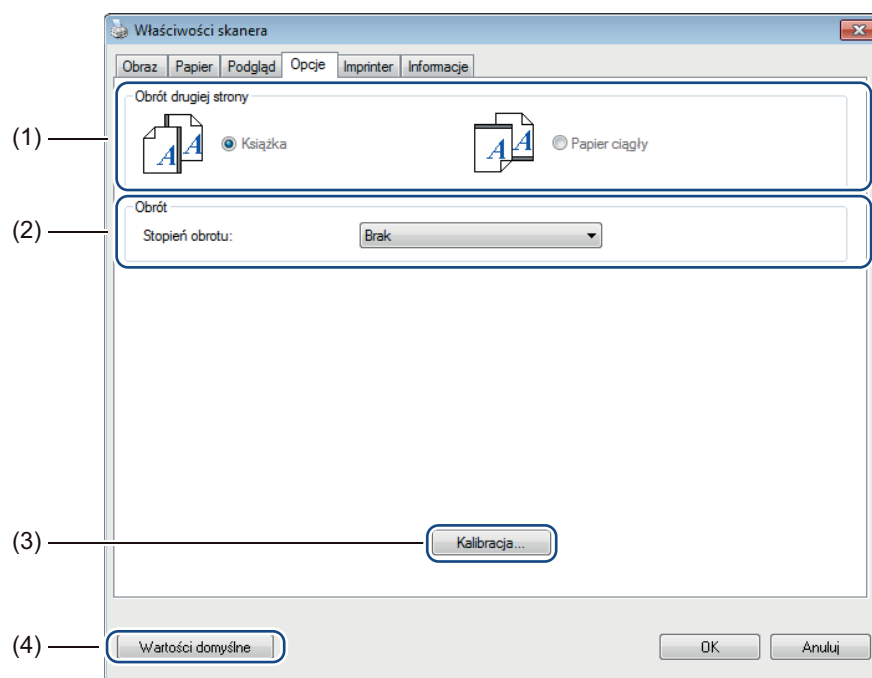 Właściwości skanera
Obraz Papier Podgląd Opcje Imprinter Informacje
Obrót drugiej strony
(1) A A Książka A A Papier ciągły
Obrót
(2) Stopień obrotu: Brak
(3) Kalibracja...
(4) Wartości domyślne OK Anuluj